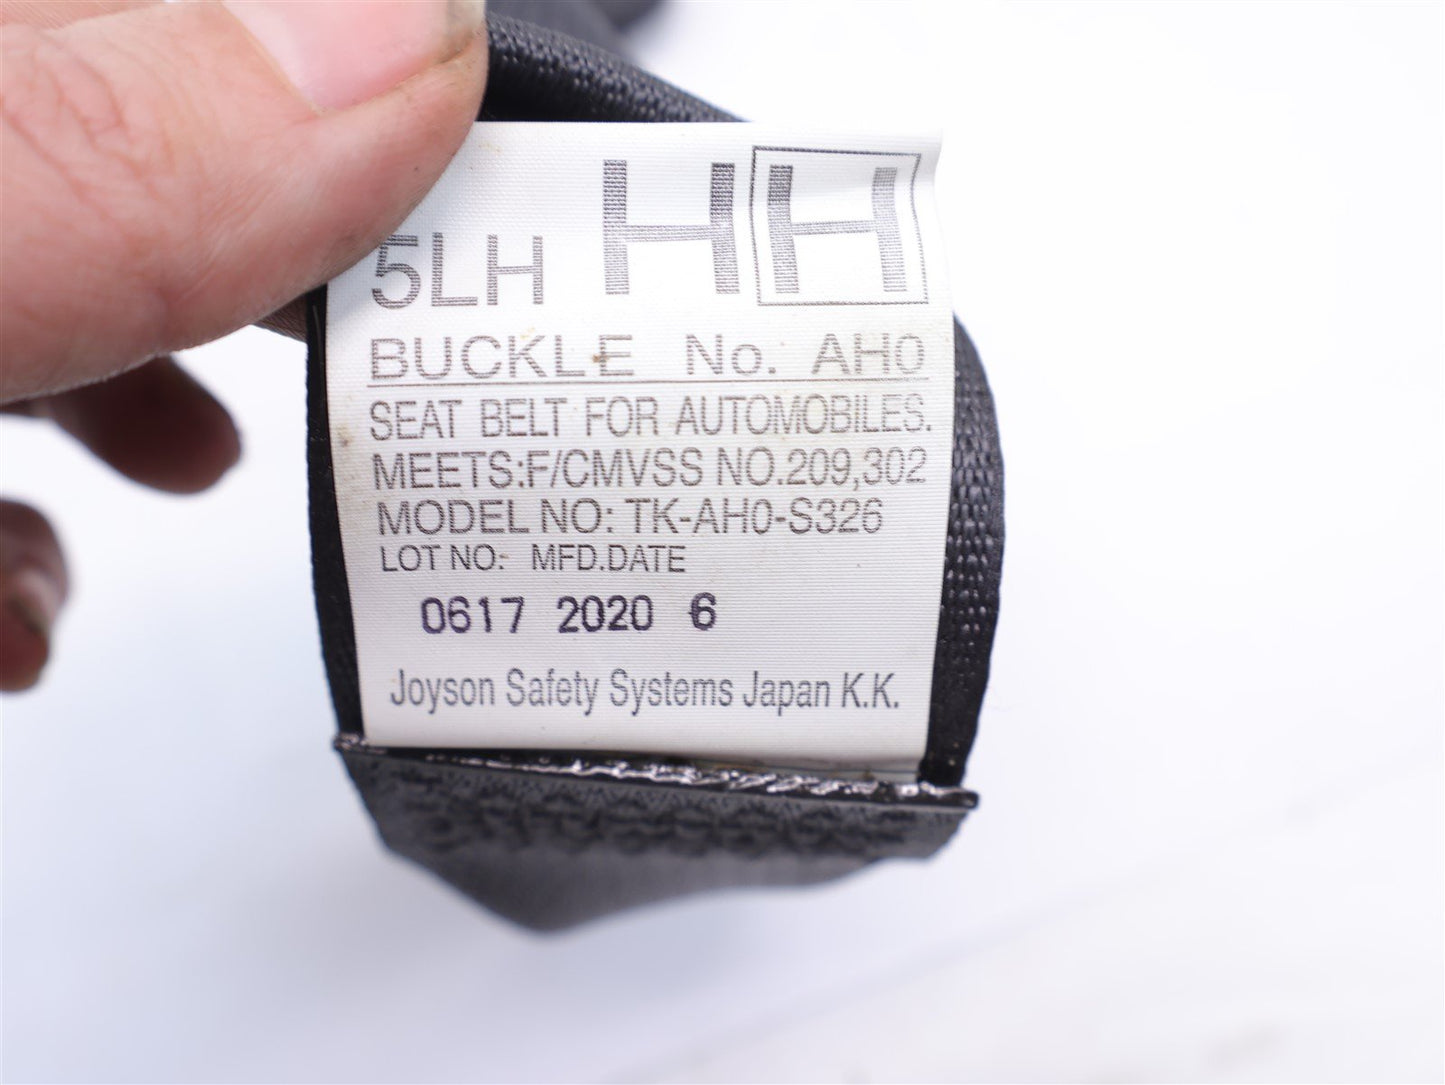 5LH HH
BUCKLE No. AH0
SEAT BELT FOR AUTOMOBILES.
MEETS:F/CMVSS NO.209,302
MODEL NO: TK-AH0-S326
LOT NO: MFD.DATE
0617 2020 6
Joyson Safety Systems Japan K.K.